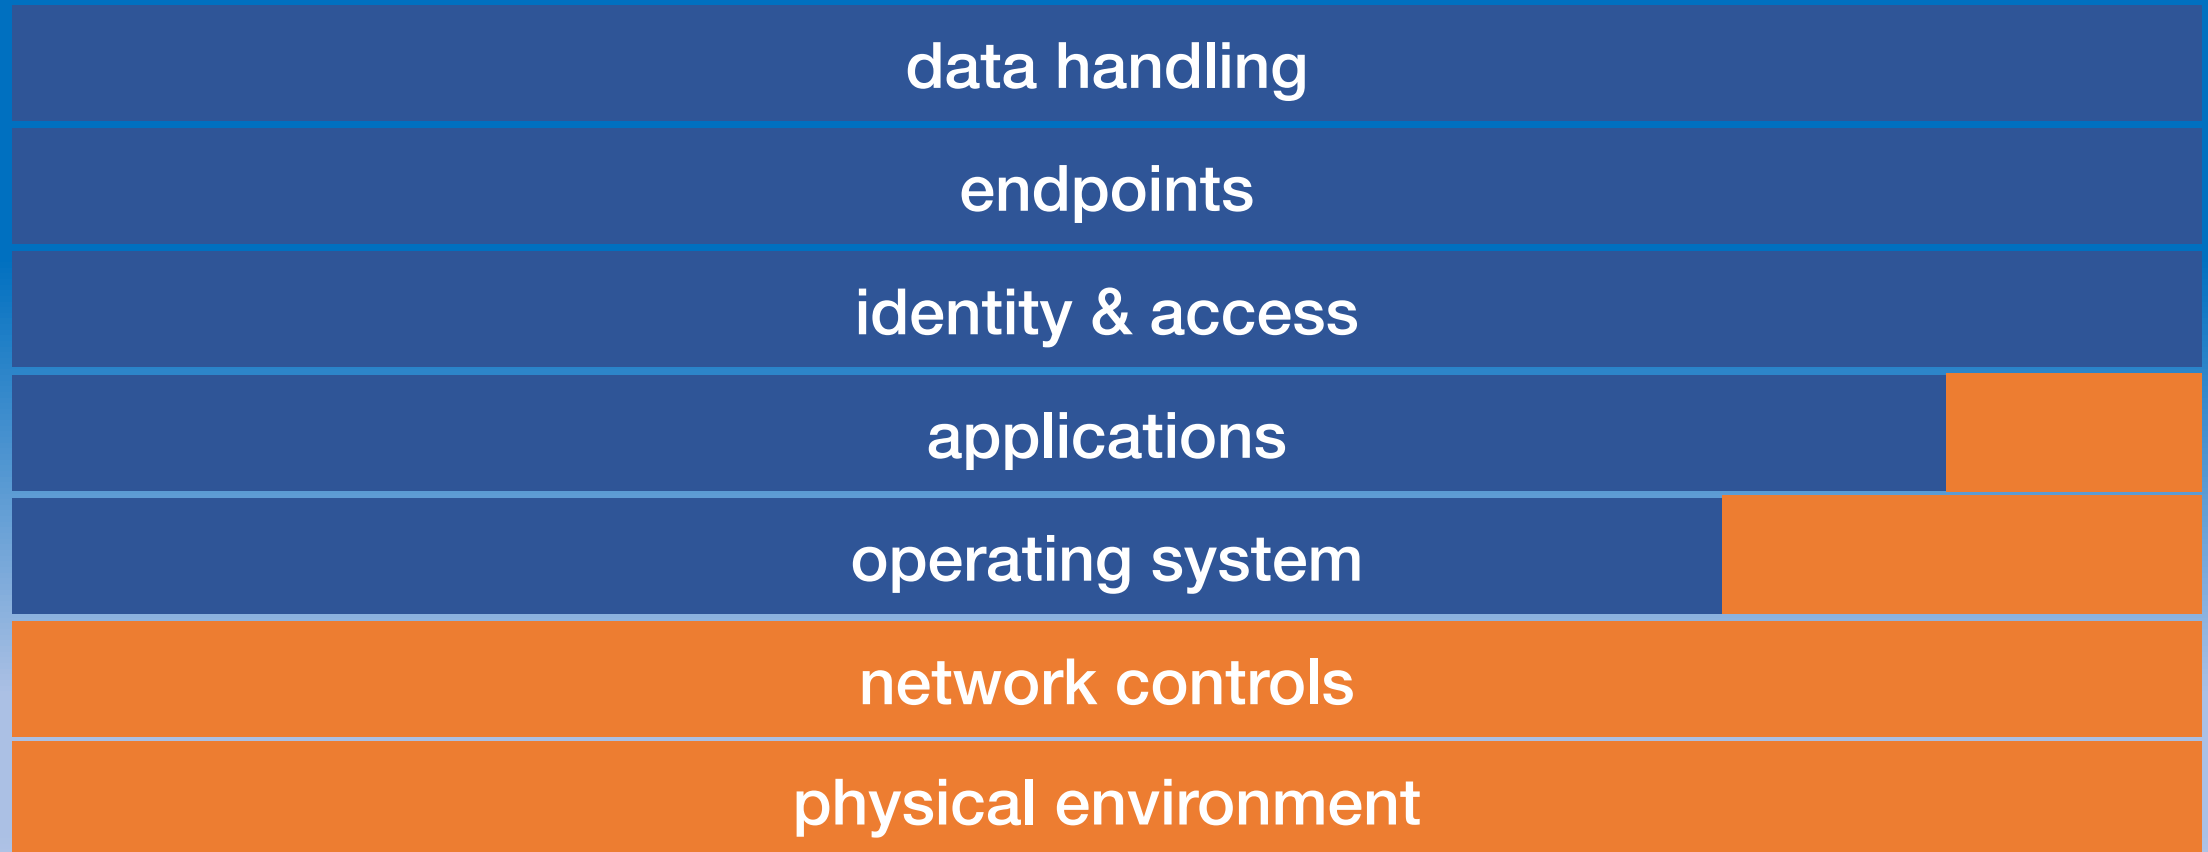 data handling
endpoints
identity & access
applications
operating system
network controls
physical environment